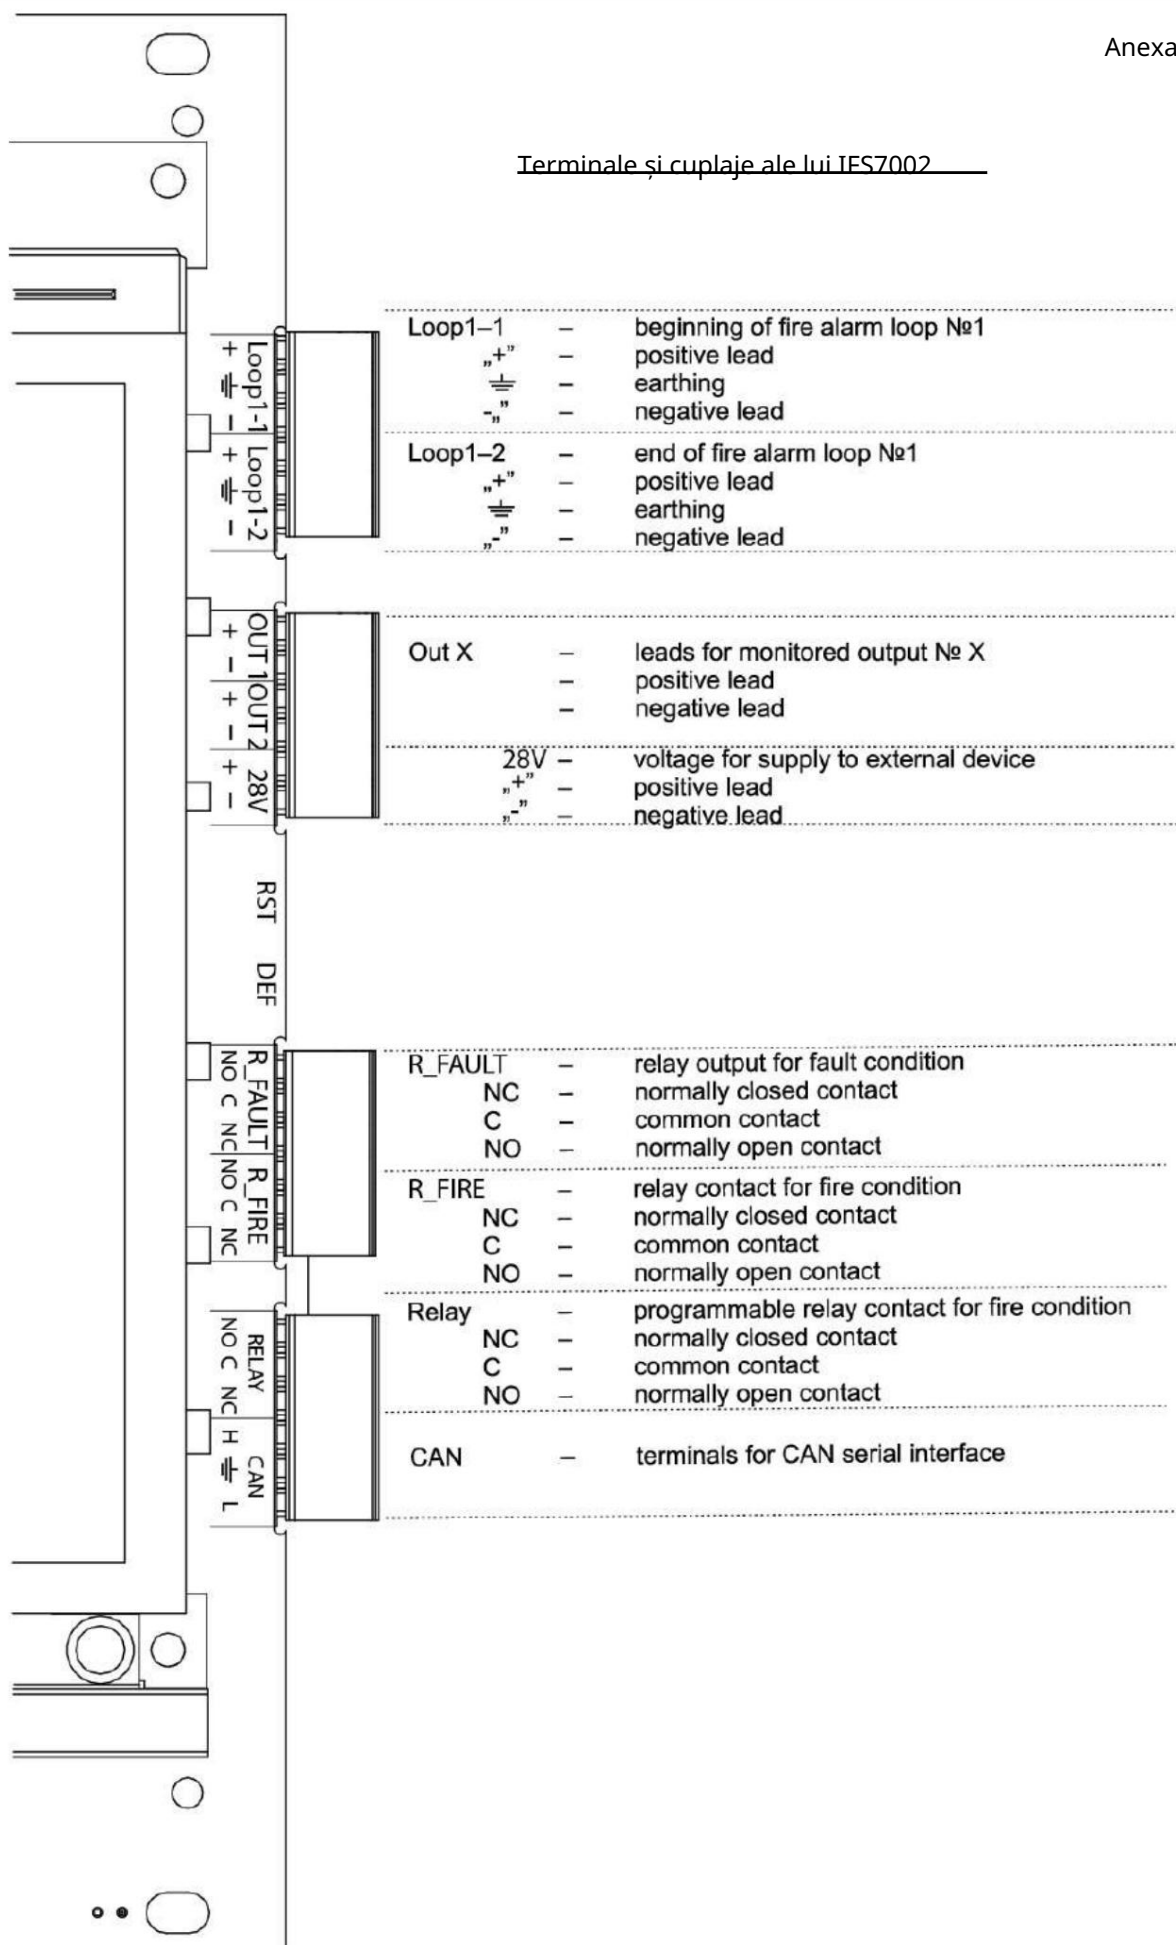 Anexa
Terminale și cuplaje ale lui IFS7002
Loop1–1 – beginning of fire alarm loop №1
„+” – positive lead
⏚ – earthing
-„” – negative lead
Loop1–2 – end of fire alarm loop №1
„+” – positive lead
⏚ – earthing
„-” – negative lead
Out X – leads for monitored output № X
– positive lead
– negative lead
28V – voltage for supply to external device
„+” – positive lead
„-” – negative lead
R_FAULT – relay output for fault condition
NC – normally closed contact
C – common contact
NO – normally open contact
R_FIRE – relay contact for fire condition
NC – normally closed contact
C – common contact
NO – normally open contact
Relay – programmable relay contact for fire condition
NC – normally closed contact
C – common contact
NO – normally open contact
CAN – terminals for CAN serial interface
Loop1-1
+ ⏚ –
Loop1-2
+ ⏚ –
OUT 1
+ –
OUT 2
+ –
28V
+ –
RST
DEF
R_FAULT
NO C NC
R_FIRE
NO C NC
RELAY
NO C NC
CAN
H ⏚ L